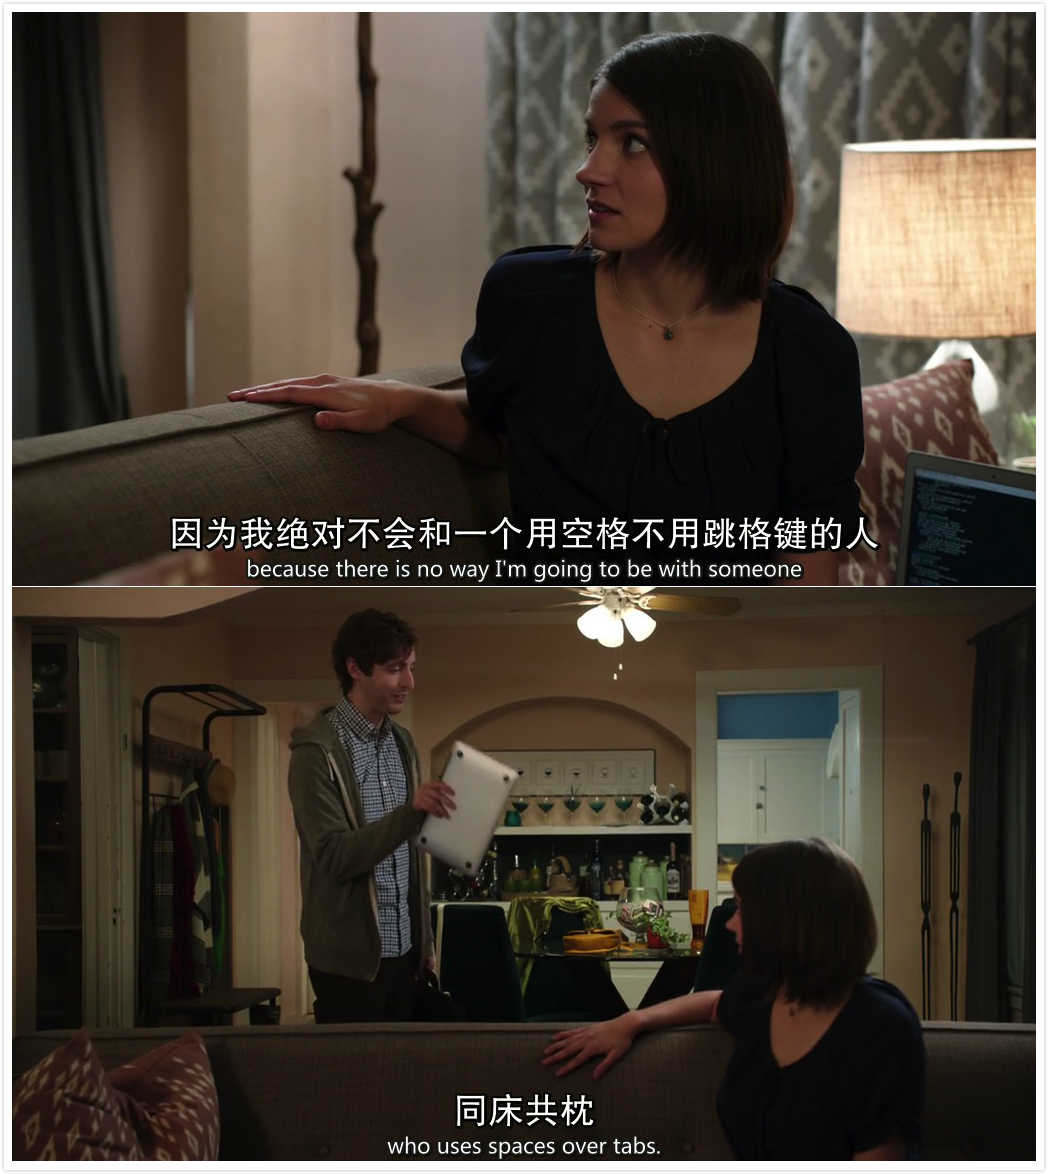 因为我绝对不会和一个用空格不用跳格键的人
because there is no way I'm going to be with someone
同床共枕
who uses spaces over tabs.